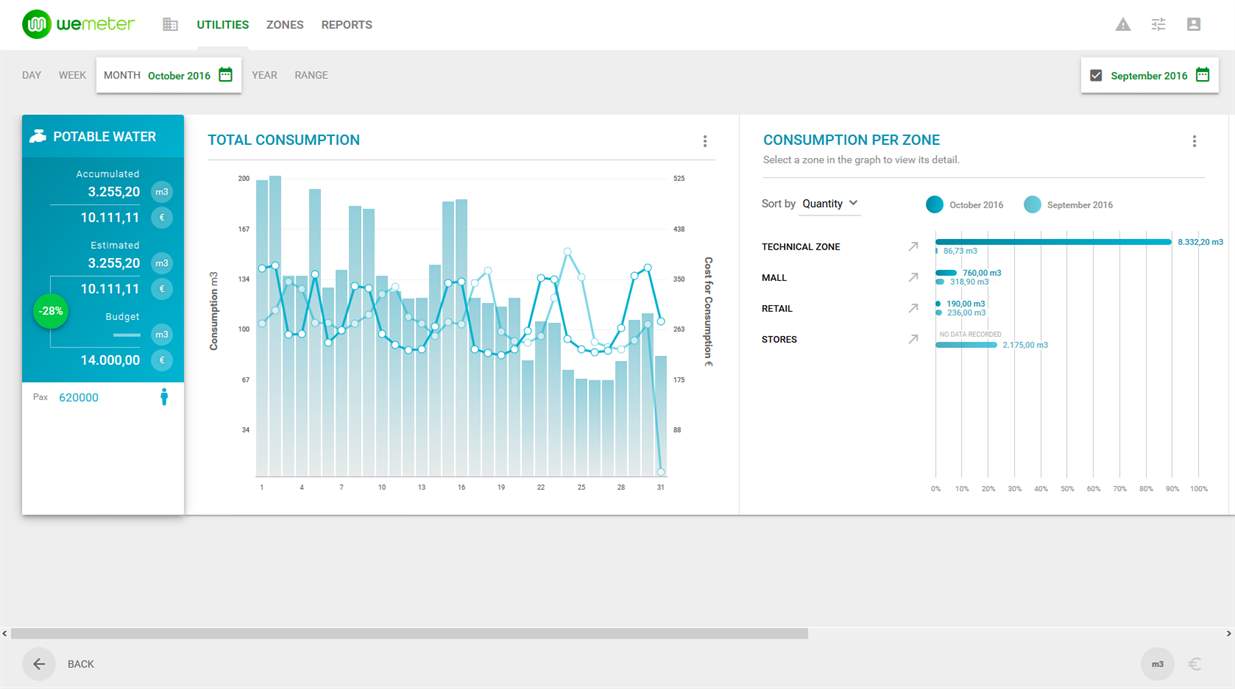 wemeter UTILITIES ZONES REPORTS
DAY WEEK MONTH October 2016 YEAR RANGE September 2016
POTABLE WATER
Accumulated
3.255,20 m3
10.111,11 €
Estimated
3.255,20 m3
10.111,11 €
-28%
Budget
m3
14.000,00 €
Pax 620000
TOTAL CONSUMPTION
200 525
167 438
134 350
100 263
67 175
34 88
Consumption m3
Cost for Consumption €
1 4 7 10 13 16 19 22 25 28 31
CONSUMPTION PER ZONE
Select a zone in the graph to view its detail.
Sort by Quantity October 2016 September 2016
TECHNICAL ZONE 8.332,20 m3
86,73 m3
MALL 760,00 m3
318,90 m3
RETAIL 190,00 m3
236,00 m3
STORES NO DATA RECORDED
2.175,00 m3
0% 10% 20% 30% 40% 50% 60% 70% 80% 90% 100%
BACK m3 €